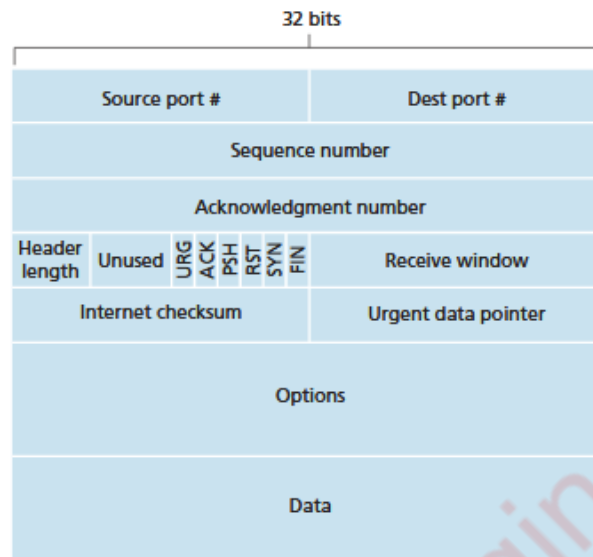 32 bits
Source port # Dest port #
Sequence number
Acknowledgment number
Header length Unused URG ACK PSH RST SYN FIN Receive window
Internet checksum Urgent data pointer
Options
Data